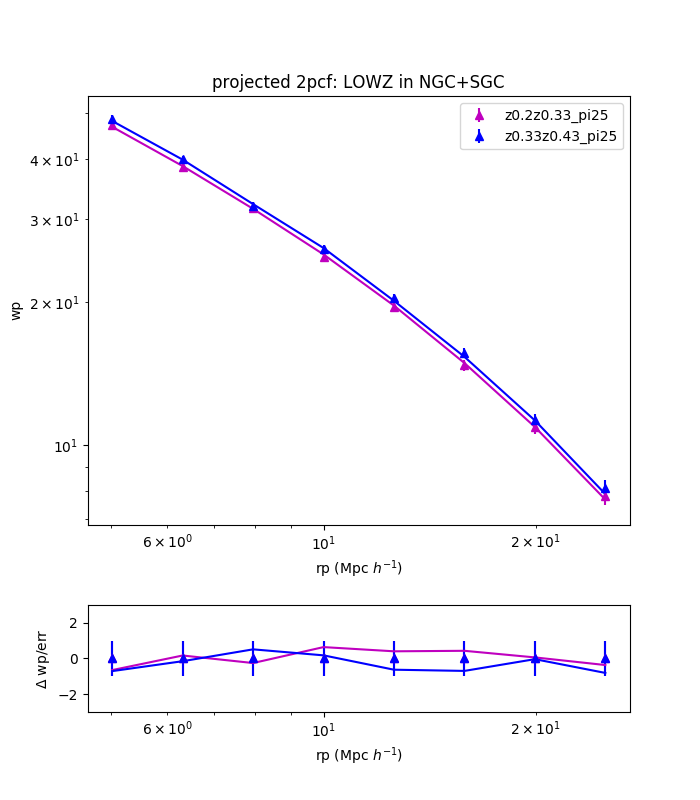 projected 2pcf: LOWZ in NGC+SGC
z0.2z0.33_pi25
z0.33z0.43_pi25
4 × 10¹
3 × 10¹
2 × 10¹
10¹
wp
6 × 10⁰
10¹
2 × 10¹
rp (Mpc h⁻¹)
2
0
−2
Δ wp/err
6 × 10⁰
10¹
2 × 10¹
rp (Mpc h⁻¹)